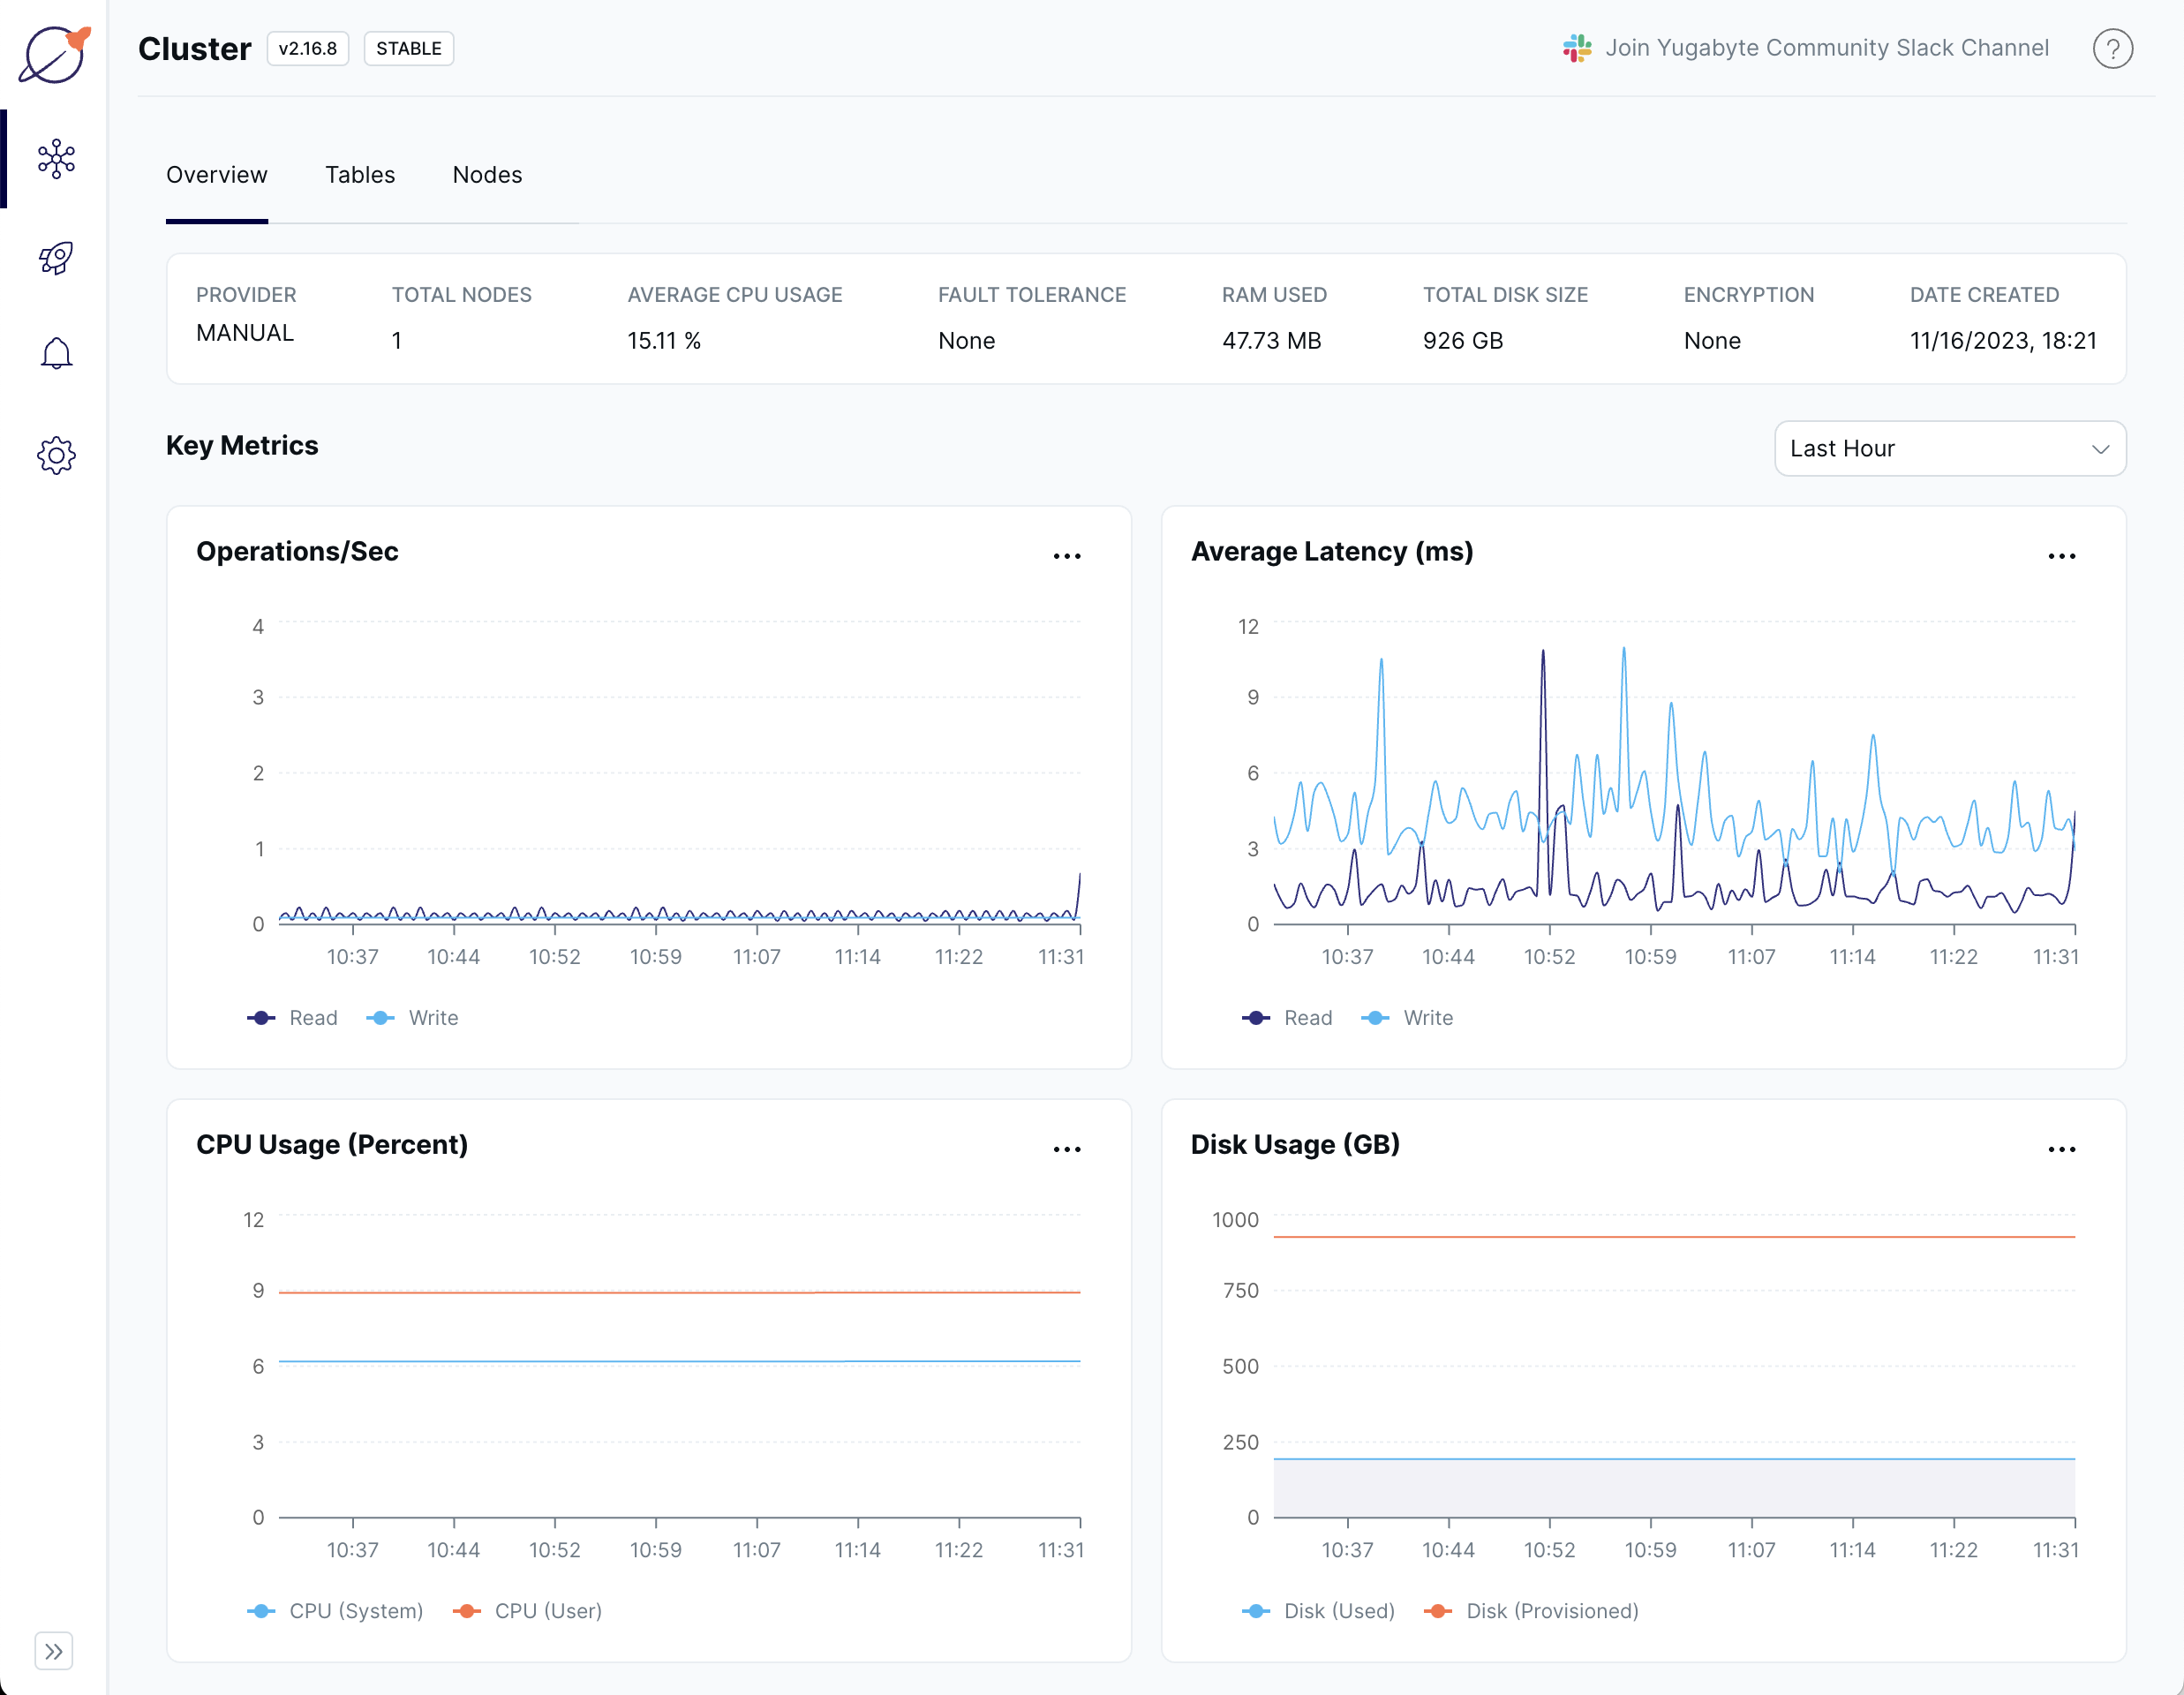 Cluster v2.16.8 STABLE Join Yugabyte Community Slack Channel ?
Overview Tables Nodes
PROVIDER TOTAL NODES AVERAGE CPU USAGE FAULT TOLERANCE RAM USED TOTAL DISK SIZE ENCRYPTION DATE CREATED
MANUAL 1 15.11 % None 47.73 MB 926 GB None 11/16/2023, 18:21
Key Metrics Last Hour
Operations/Sec
4
3
2
1
0
10:37 10:44 10:52 10:59 11:07 11:14 11:22 11:31
Read Write
Average Latency (ms)
12
9
6
3
0
10:37 10:44 10:52 10:59 11:07 11:14 11:22 11:31
Read Write
CPU Usage (Percent)
12
9
6
3
0
10:37 10:44 10:52 10:59 11:07 11:14 11:22 11:31
CPU (System) CPU (User)
Disk Usage (GB)
1000
750
500
250
0
10:37 10:44 10:52 10:59 11:07 11:14 11:22 11:31
Disk (Used) Disk (Provisioned)